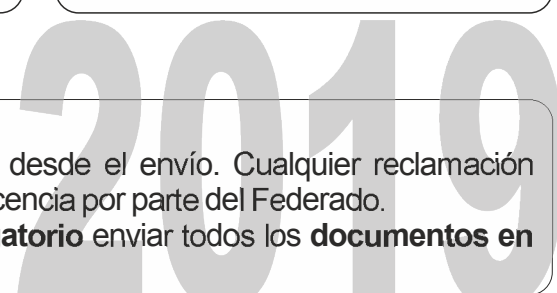 2019
desde el envío. Cualquier reclamación
cencia por parte del Federado.
atorio enviar todos los documentos en